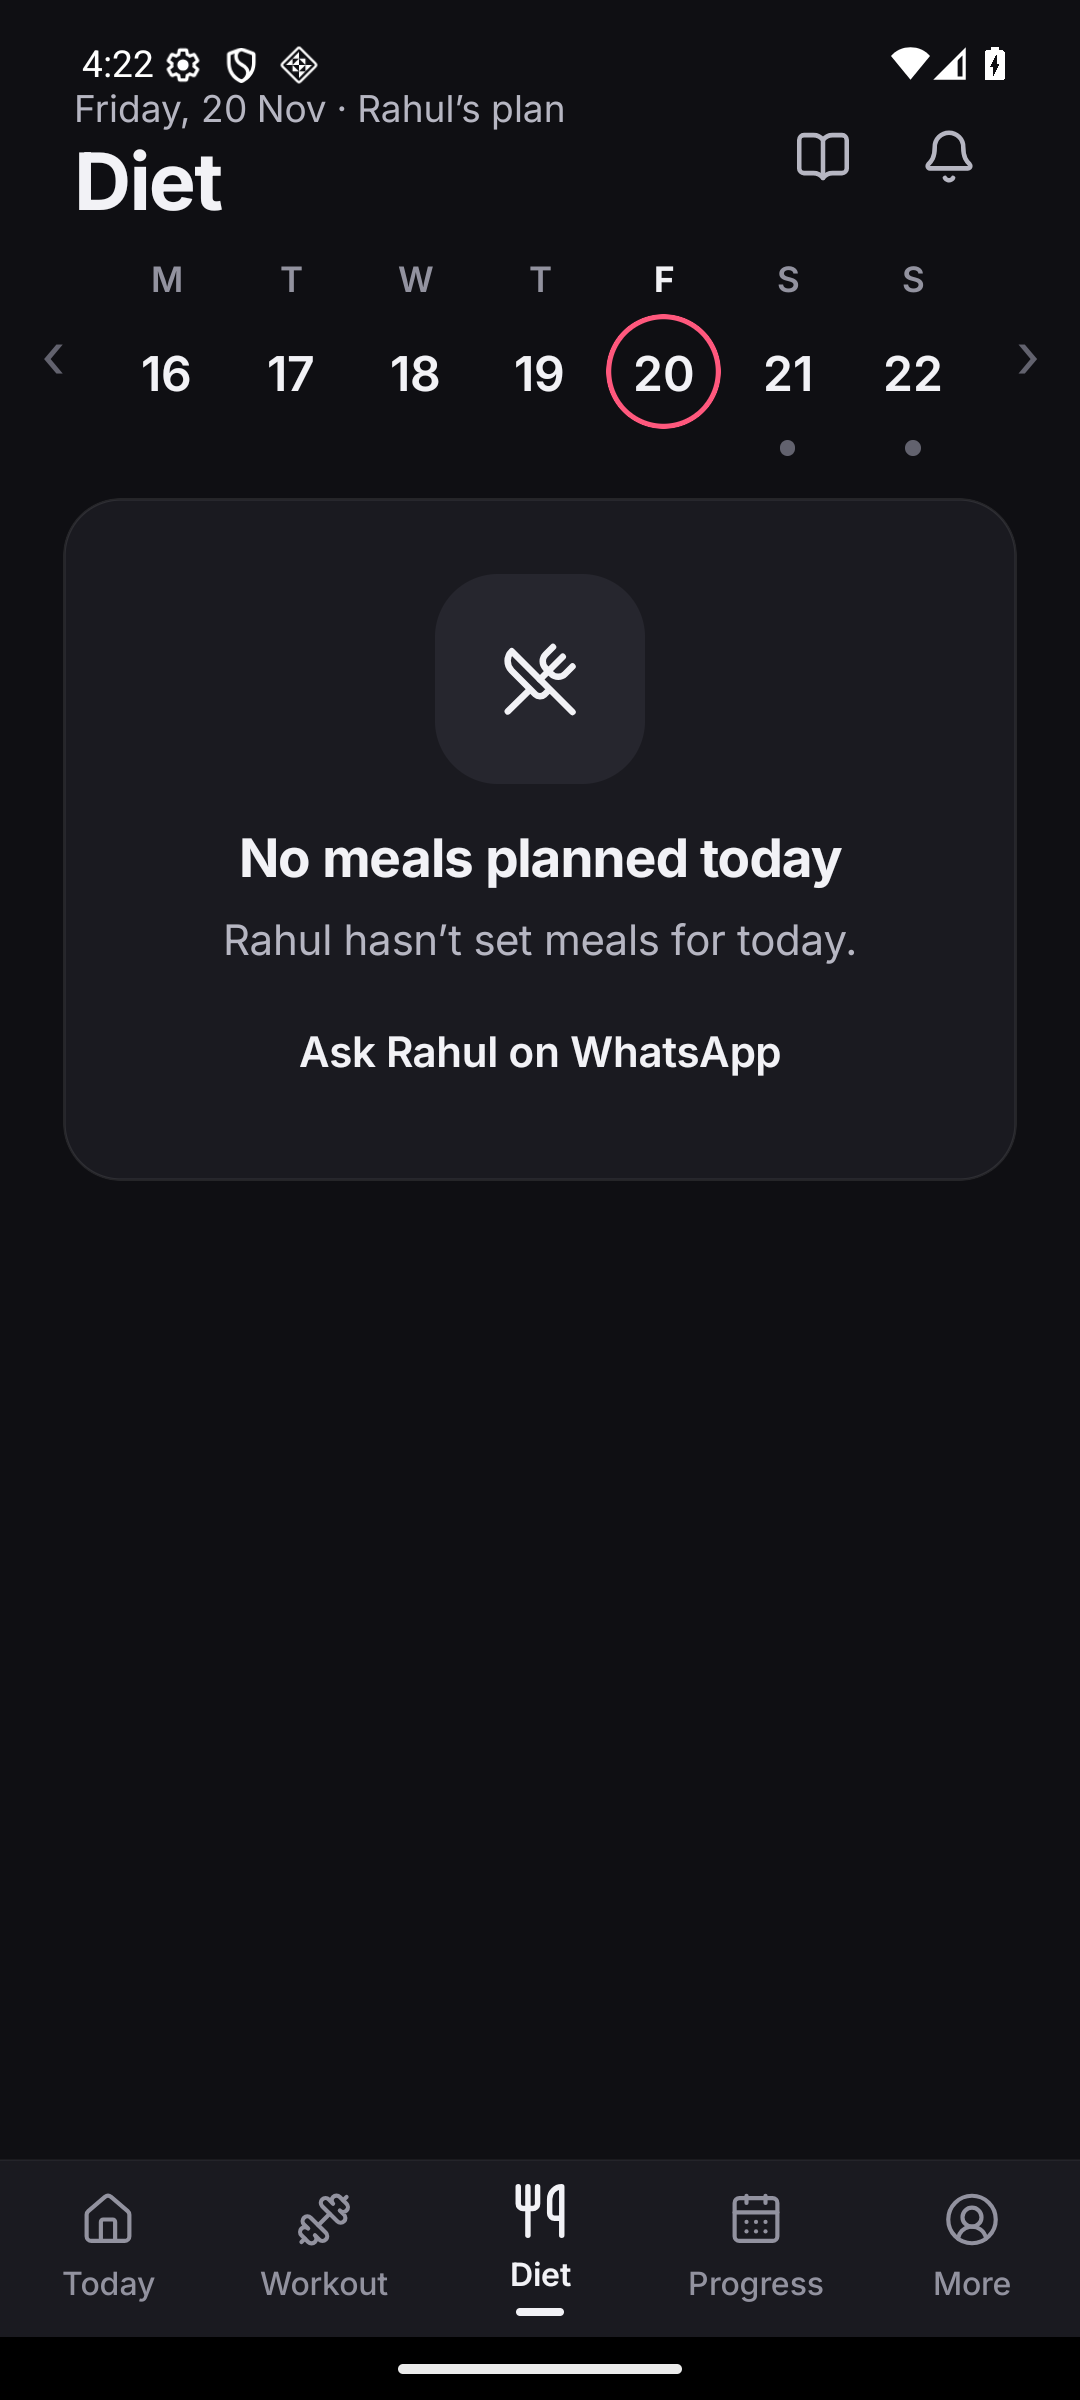 4:22
Friday, 20 Nov · Rahul’s plan
Diet
M T W T F S S
16 17 18 19 20 21 22
No meals planned today
Rahul hasn’t set meals for today.
Ask Rahul on WhatsApp
Today Workout Diet Progress More